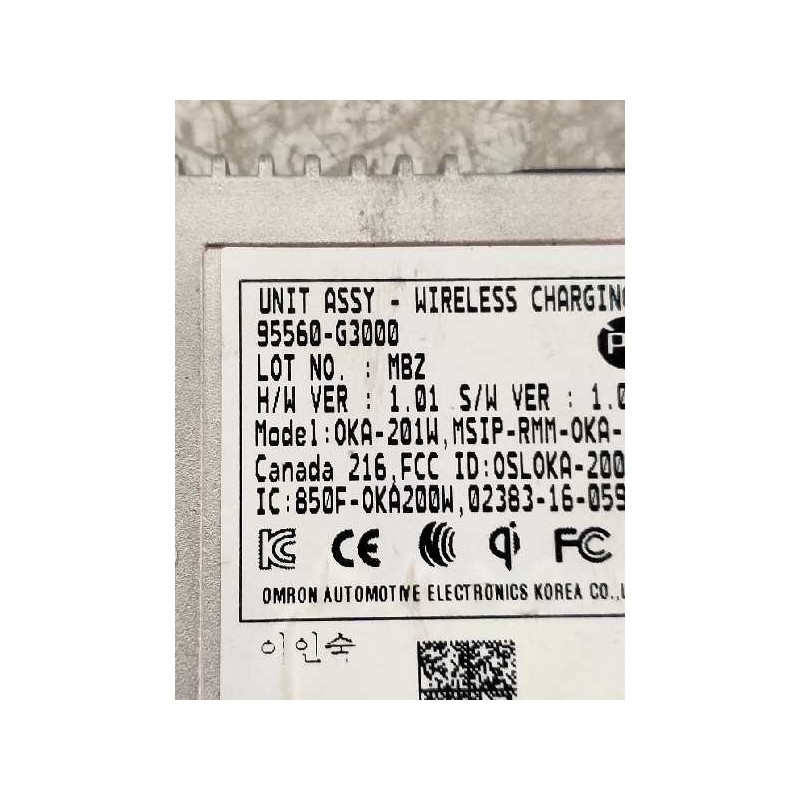 UNIT ASSY - WIRELESS CHARGING
95560-G3000
P
LOT NO. : MBZ
H/W VER : 1.01 S/W VER : 1.0
Model:OKA-201W,MSIP-RMM-OKA-
Canada 216,FCC ID:OSLOKA-200
IC:850F-OKA200W,02383-16-059
KC CE qi FC
OMRON AUTOMOTIVE ELECTRONICS KOREA CO.,L
이인숙